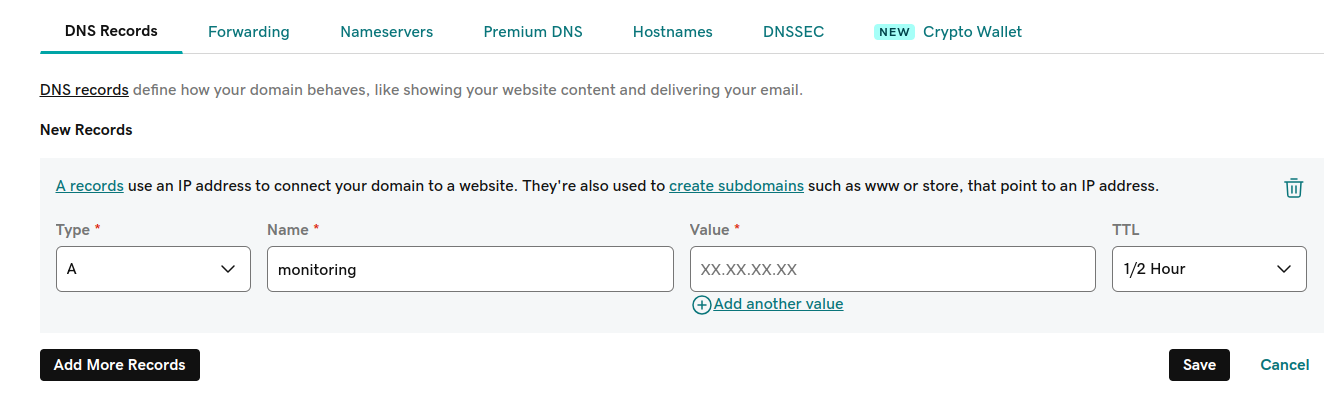 DNS Records Forwarding Nameservers Premium DNS Hostnames DNSSEC NEW Crypto Wallet
DNS records define how your domain behaves, like showing your website content and delivering your email.
New Records
A records use an IP address to connect your domain to a website. They're also used to create subdomains such as www or store, that point to an IP address.
Type * Name * Value * TTL
A monitoring XX.XX.XX.XX 1/2 Hour
Add another value
Add More Records Save Cancel